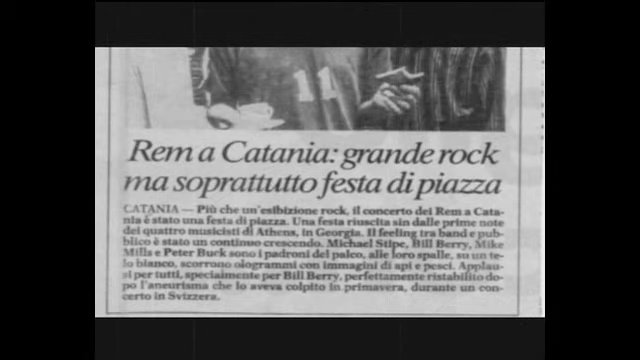 11
Rem a Catania: grande rock
ma soprattutto festa di piazza
CATANIA — Più che un'esibizione rock, il concerto dei Rem a Cata-
nia è stato una festa di piazza. Una festa riuscita sin dalle prime note
dei quattro musicisti di Athens, in Georgia. Il feeling tra band e pub-
blico è stato un continuo crescendo. Michael Stipe, Bill Berry, Mike
Mills e Peter Buck sono i padroni del palco, alle loro spalle, su un te-
lo bianco, scorrono ologrammi con immagini di api e pesci. Applau-
si per tutti, specialmente per Bill Berry, perfettamente ristabilito do-
po l'aneurisma che lo aveva colpito in primavera, durante un con-
certo in Svizzera.